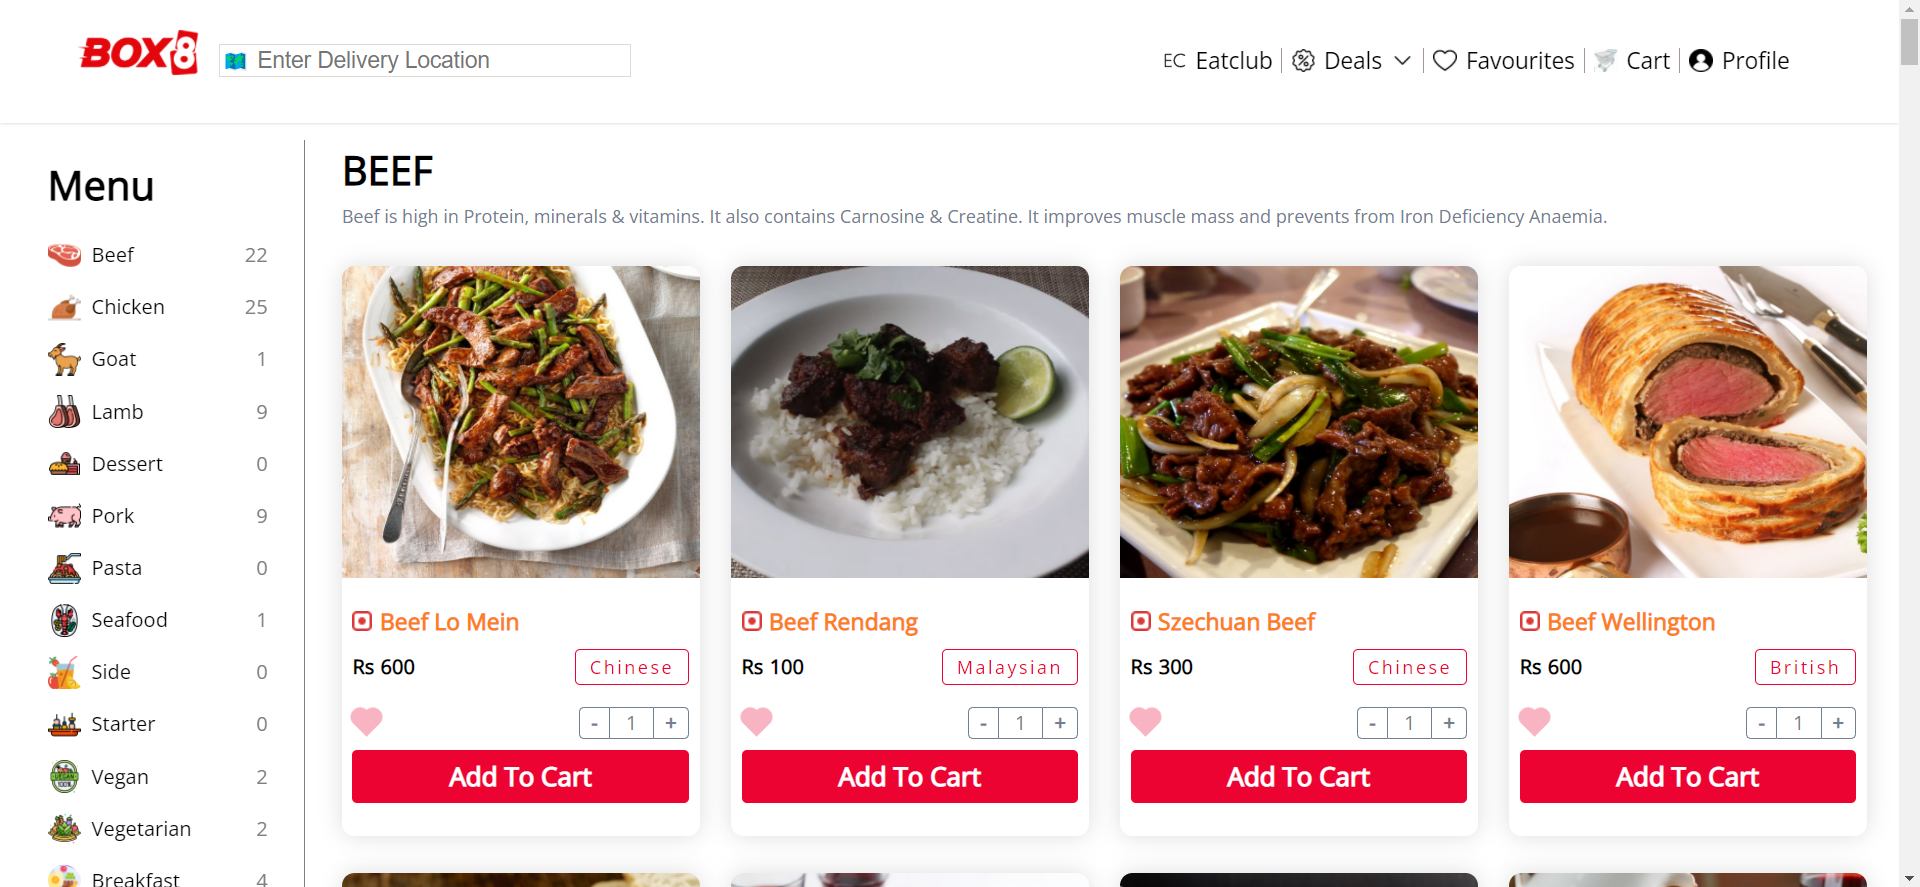 BOX8
Enter Delivery Location
EC Eatclub
Deals
Favourites
Cart
Profile
Menu
Beef 22
Chicken 25
Goat 1
Lamb 9
Dessert 0
Pork 9
Pasta 0
Seafood 1
Side 0
Starter 0
Vegan 2
Vegetarian 2
Breakfast 4
BEEF
Beef is high in Protein, minerals & vitamins. It also contains Carnosine & Creatine. It improves muscle mass and prevents from Iron Deficiency Anaemia.
Beef Lo Mein
Rs 600 Chinese
- 1 +
Add To Cart
Beef Rendang
Rs 100 Malaysian
- 1 +
Add To Cart
Szechuan Beef
Rs 300 Chinese
- 1 +
Add To Cart
Beef Wellington
Rs 600 British
- 1 +
Add To Cart